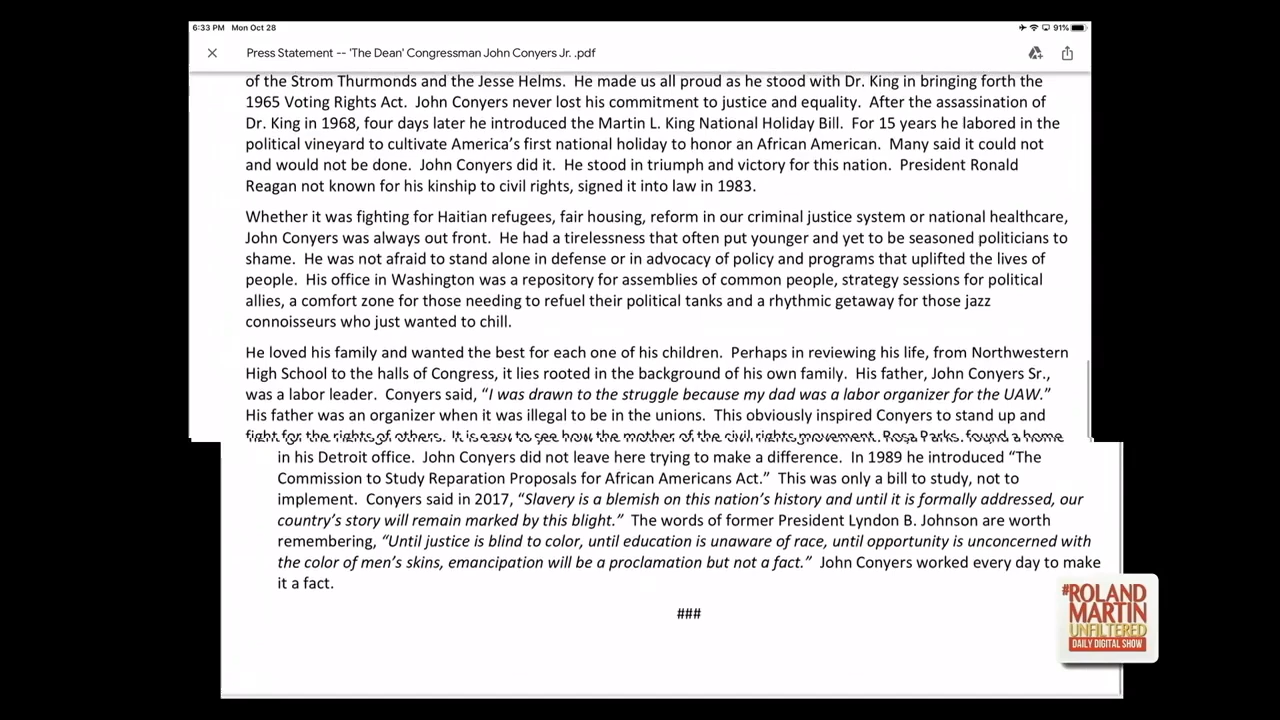 6:33 PM Mon Oct 28
91%
Press Statement -- 'The Dean' Congressman John Conyers Jr. .pdf
of the Strom Thurmonds and the Jesse Helms. He made us all proud as he stood with Dr. King in bringing forth the
1965 Voting Rights Act. John Conyers never lost his commitment to justice and equality. After the assassination of
Dr. King in 1968, four days later he introduced the Martin L. King National Holiday Bill. For 15 years he labored in the
political vineyard to cultivate America's first national holiday to honor an African American. Many said it could not
and would not be done. John Conyers did it. He stood in triumph and victory for this nation. President Ronald
Reagan not known for his kinship to civil rights, signed it into law in 1983.
Whether it was fighting for Haitian refugees, fair housing, reform in our criminal justice system or national healthcare,
John Conyers was always out front. He had a tirelessness that often put younger and yet to be seasoned politicians to
shame. He was not afraid to stand alone in defense or in advocacy of policy and programs that uplifted the lives of
people. His office in Washington was a repository for assemblies of common people, strategy sessions for political
allies, a comfort zone for those needing to refuel their political tanks and a rhythmic getaway for those jazz
connoisseurs who just wanted to chill.
He loved his family and wanted the best for each one of his children. Perhaps in reviewing his life, from Northwestern
High School to the halls of Congress, it lies rooted in the background of his own family. His father, John Conyers Sr.,
was a labor leader. Conyers said, “I was drawn to the struggle because my dad was a labor organizer for the UAW.”
His father was an organizer when it was illegal to be in the unions. This obviously inspired Conyers to stand up and
fight for the rights of others. It is easy to see how the mother of the civil rights movement, Rosa Parks, found a home
in his Detroit office. John Conyers did not leave here trying to make a difference. In 1989 he introduced “The
Commission to Study Reparation Proposals for African Americans Act.” This was only a bill to study, not to
implement. Conyers said in 2017, “Slavery is a blemish on this nation's history and until it is formally addressed, our
country's story will remain marked by this blight.” The words of former President Lyndon B. Johnson are worth
remembering, “Until justice is blind to color, until education is unaware of race, until opportunity is unconcerned with
the color of men's skins, emancipation will be a proclamation but not a fact.” John Conyers worked every day to make
it a fact.
###
#ROLAND
MARTIN
UNFILTERED
DAILY DIGITAL SHOW